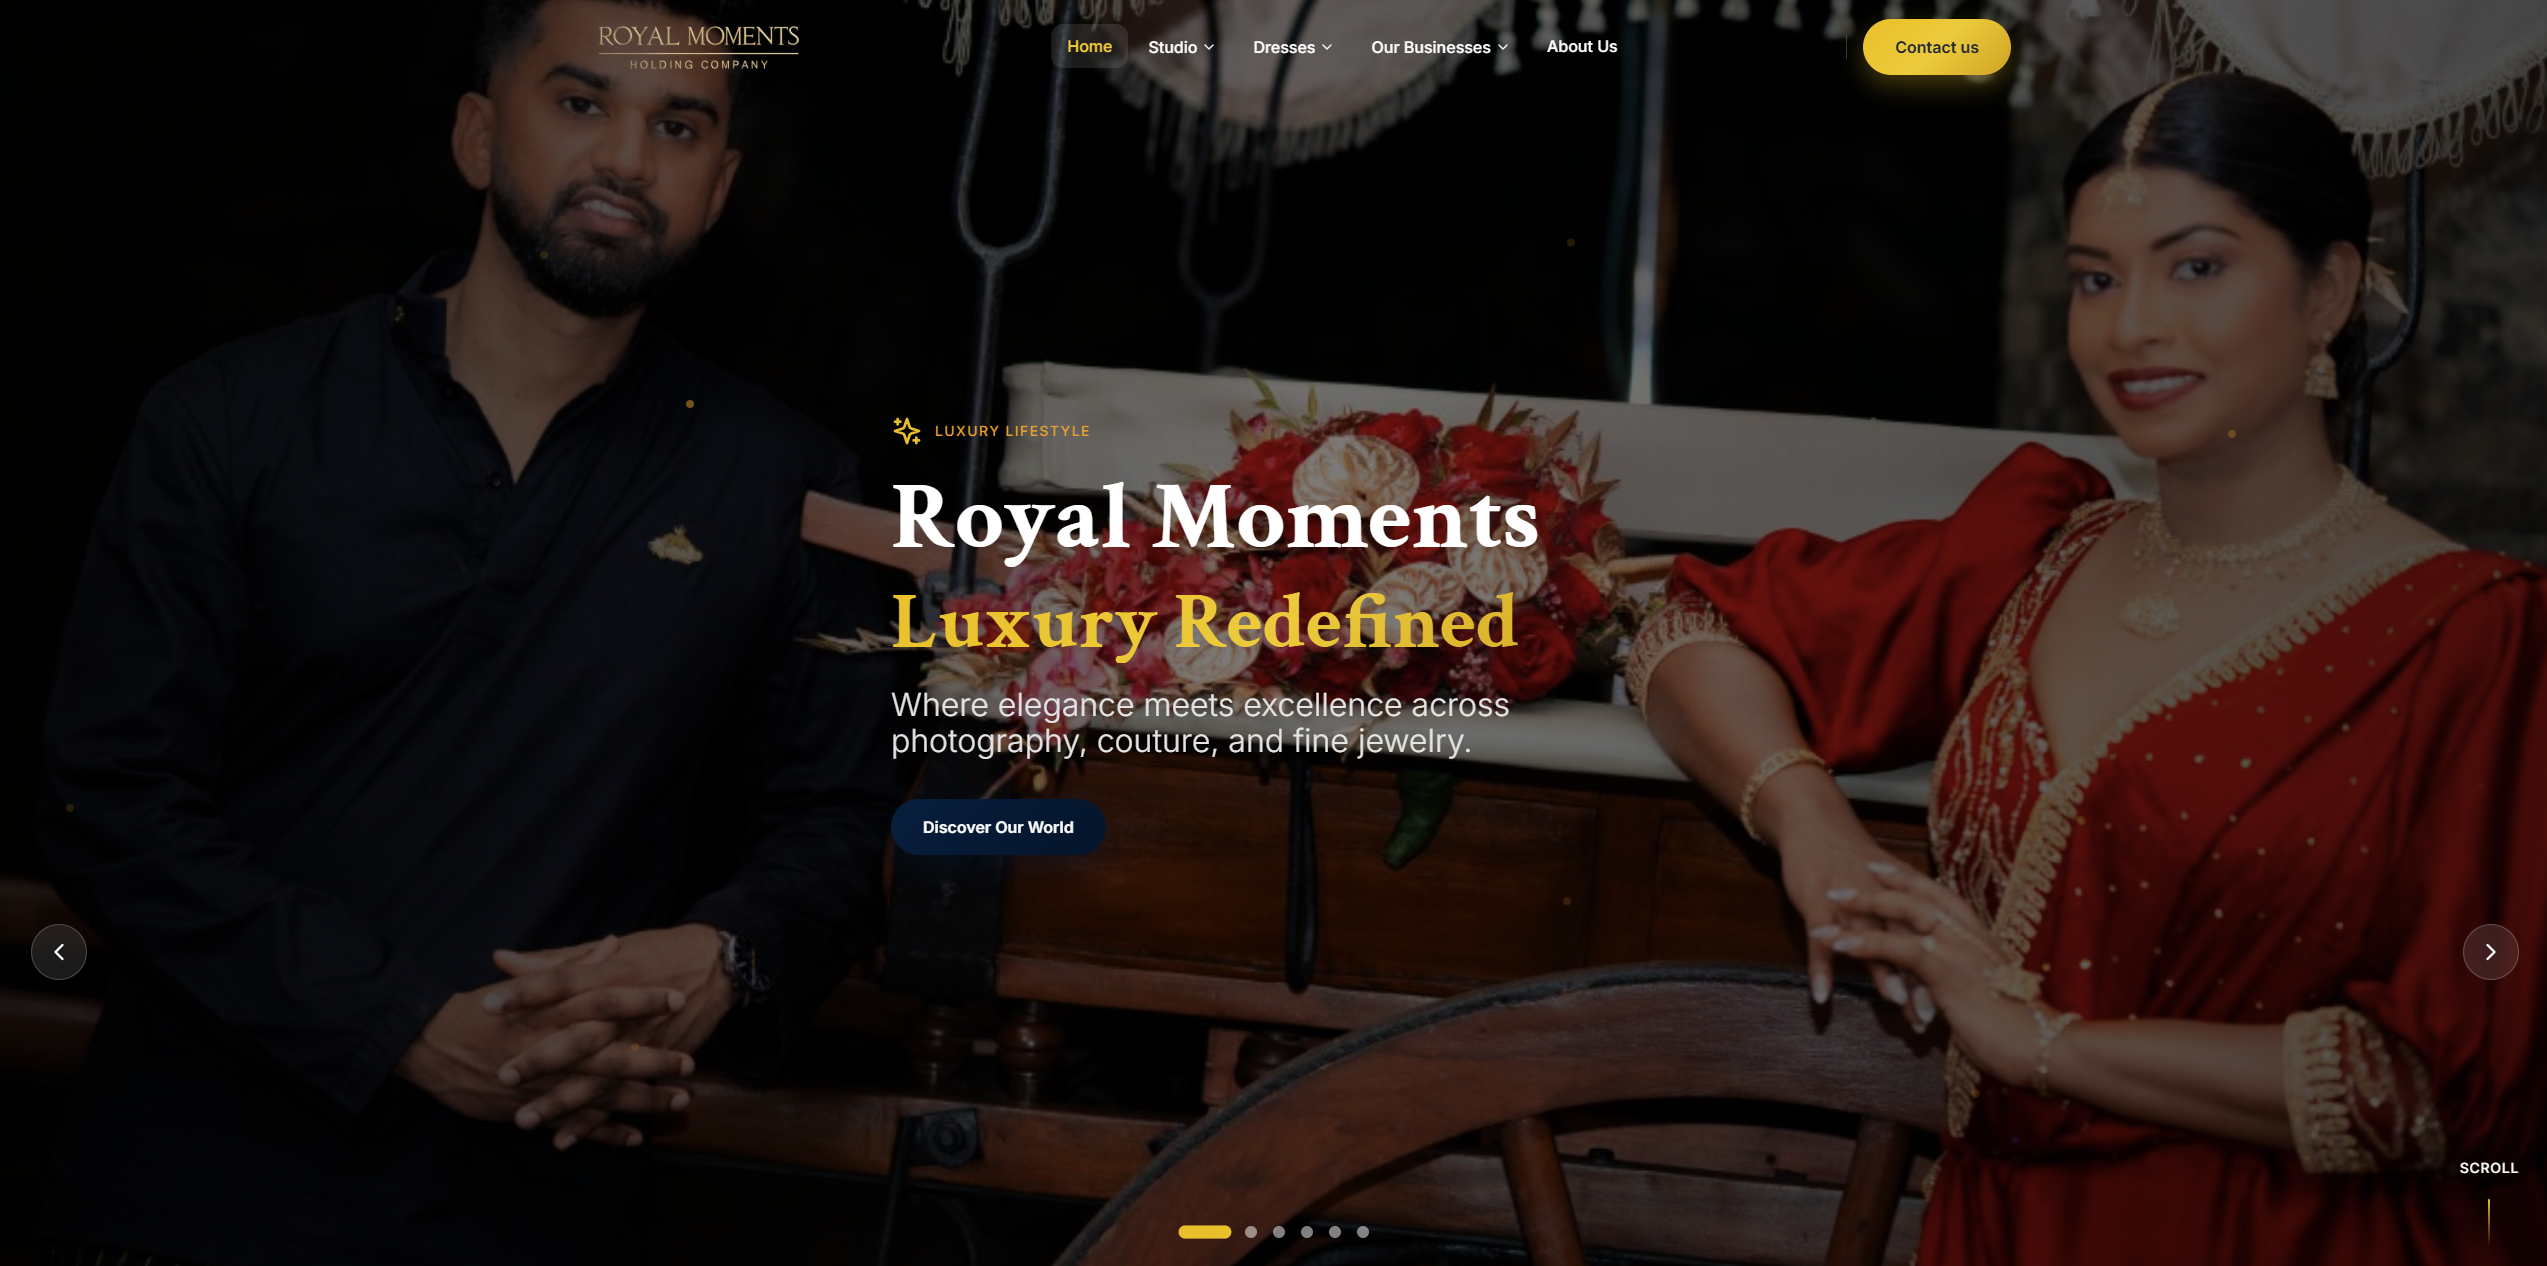 ROYAL MOMENTS
HOLDING COMPANY
Home
Studio
Dresses
Our Businesses
About Us
Contact us
LUXURY LIFESTYLE
Royal Moments
Luxury Redefined
Where elegance meets excellence across
photography, couture, and fine jewelry.
Discover Our World
SCROLL